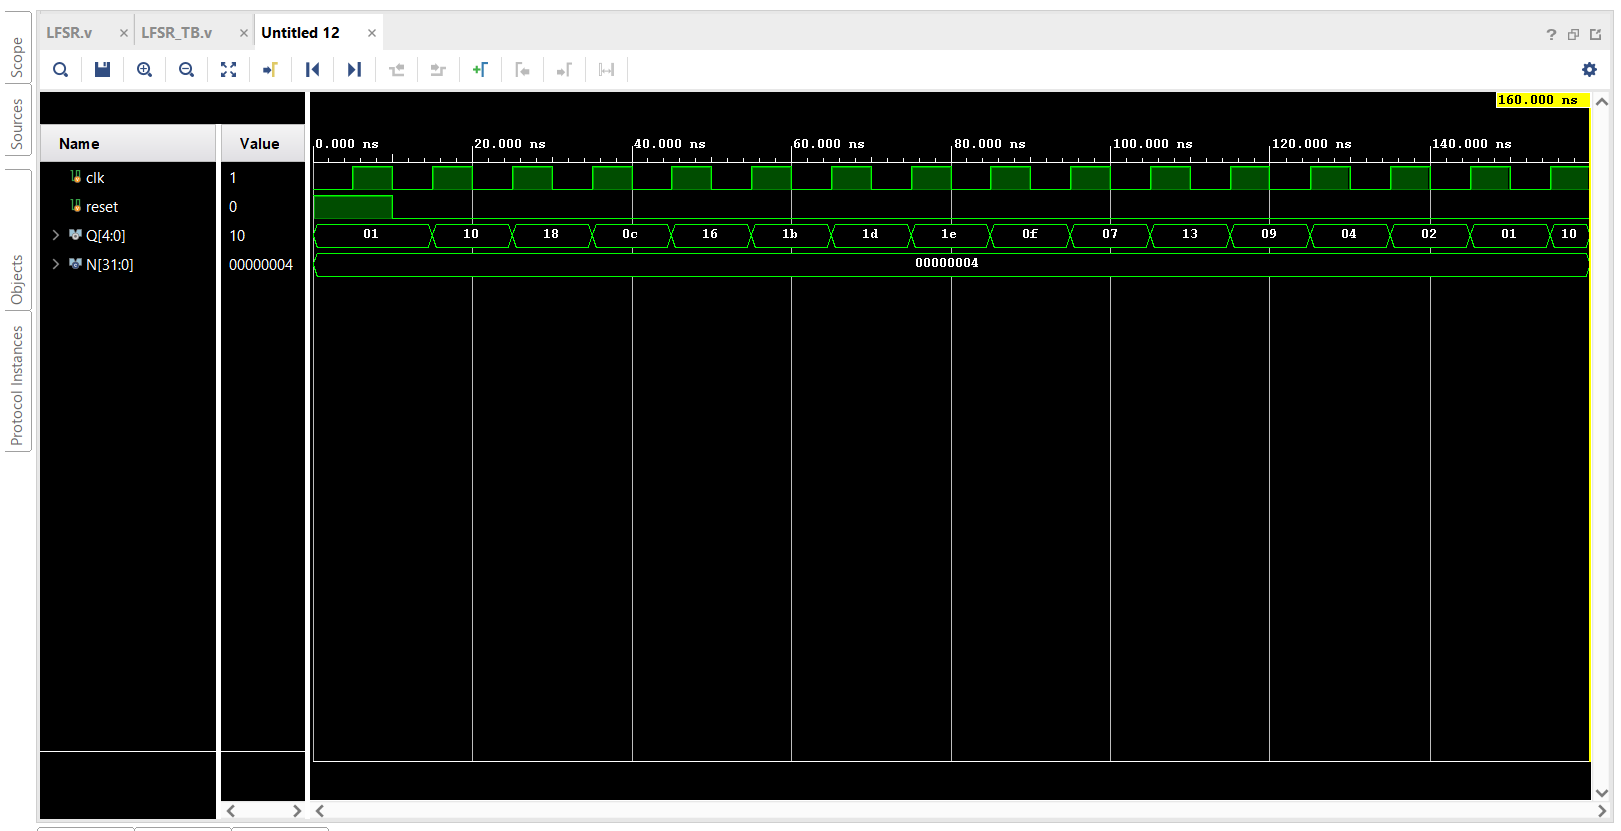 LFSR.v × LFSR_TB.v × Untitled 12 ×
?
Scope
Sources
Objects
Protocol Instances
160.000 ns
Name Value
0.000 ns 20.000 ns 40.000 ns 60.000 ns 80.000 ns 100.000 ns 120.000 ns 140.000 ns
clk 1
reset 0
Q[4:0] 10 01 10 18 0c 16 1b 1d 1e 0f 07 13 09 04 02 01 10
N[31:0] 00000004 00000004